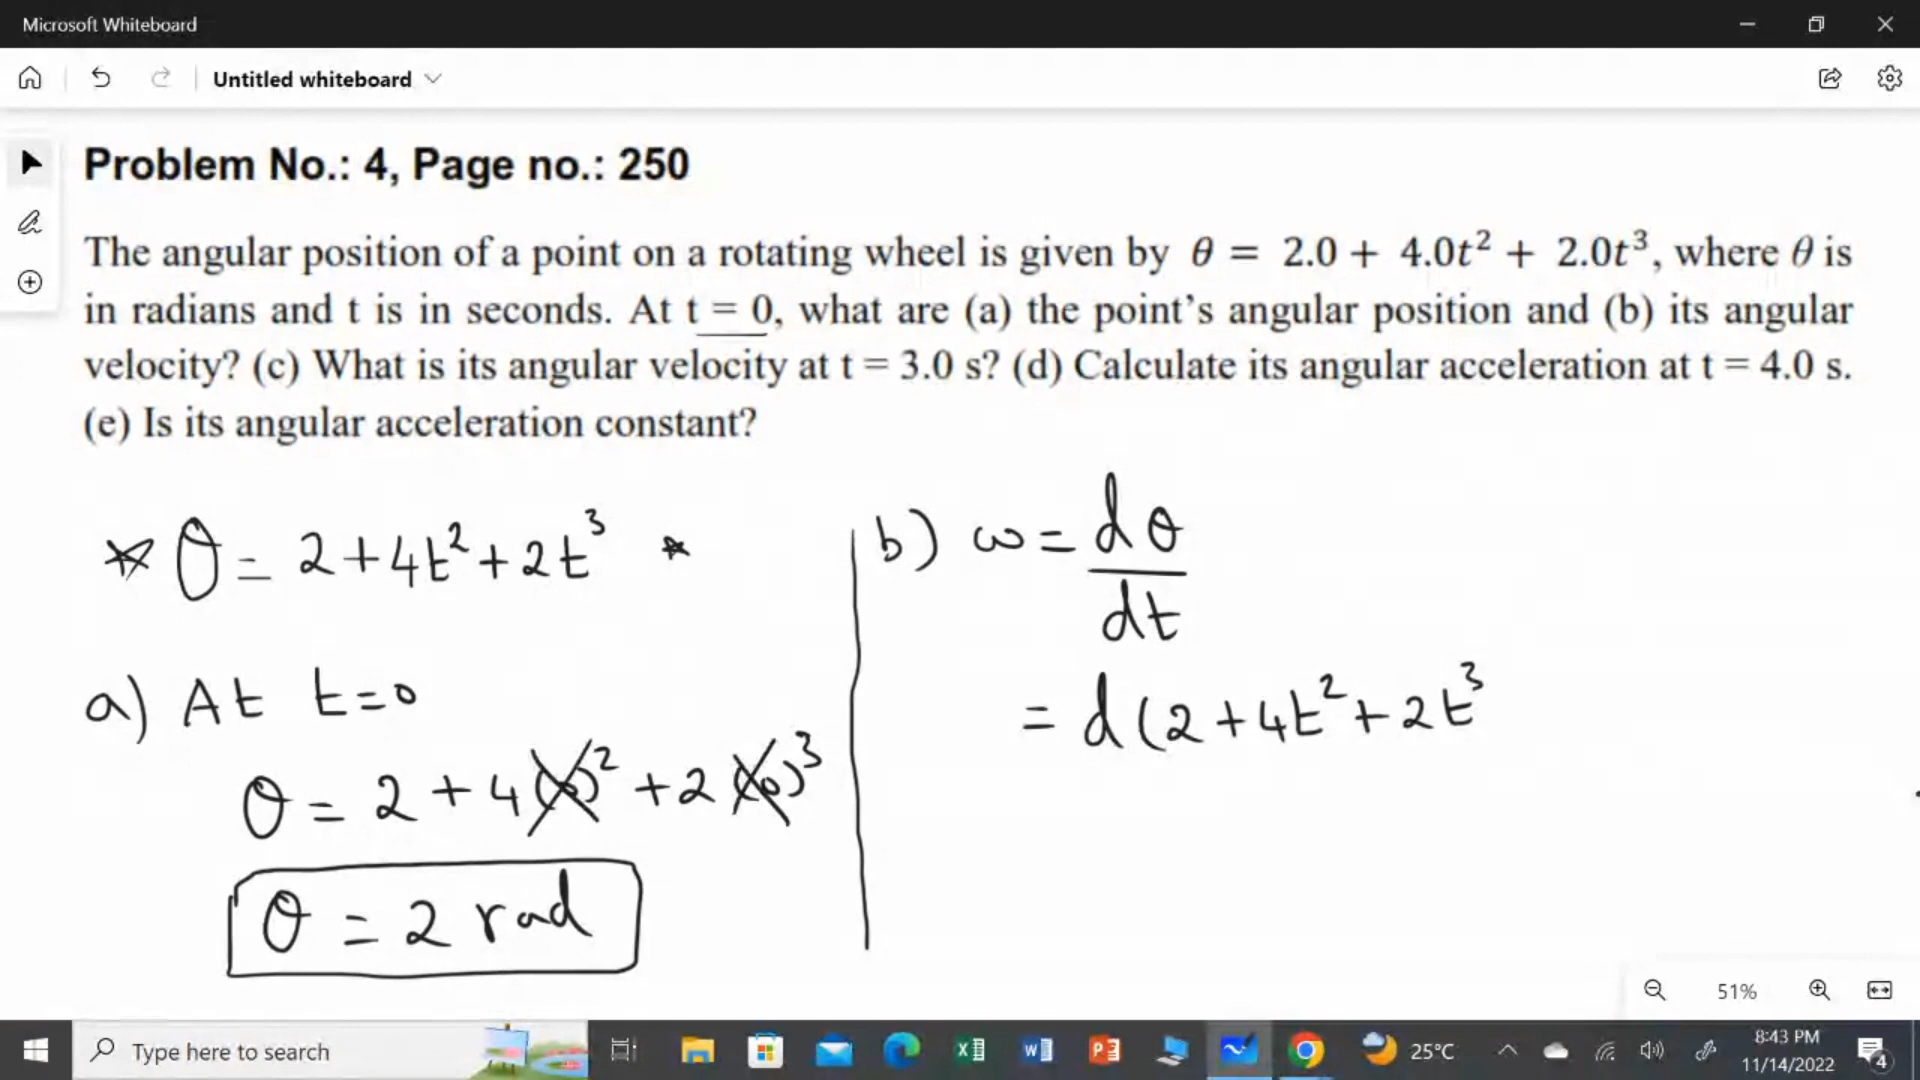 Microsoft Whiteboard
Untitled whiteboard
Problem No.: 4, Page no.: 250
The angular position of a point on a rotating wheel is given by θ = 2.0 + 4.0t² + 2.0t³, where θ is
in radians and t is in seconds. At t = 0, what are (a) the point’s angular position and (b) its angular
velocity? (c) What is its angular velocity at t = 3.0 s? (d) Calculate its angular acceleration at t = 4.0 s.
(e) Is its angular acceleration constant?
* θ = 2+4t²+2t³ *
a) At t=0
θ = 2 + 4(0)² + 2(0)³
θ = 2 rad
b) ω = dθ
dt
= d(2+4t²+2t³
51%
Type here to search
25°C
8:43 PM
11/14/2022
4